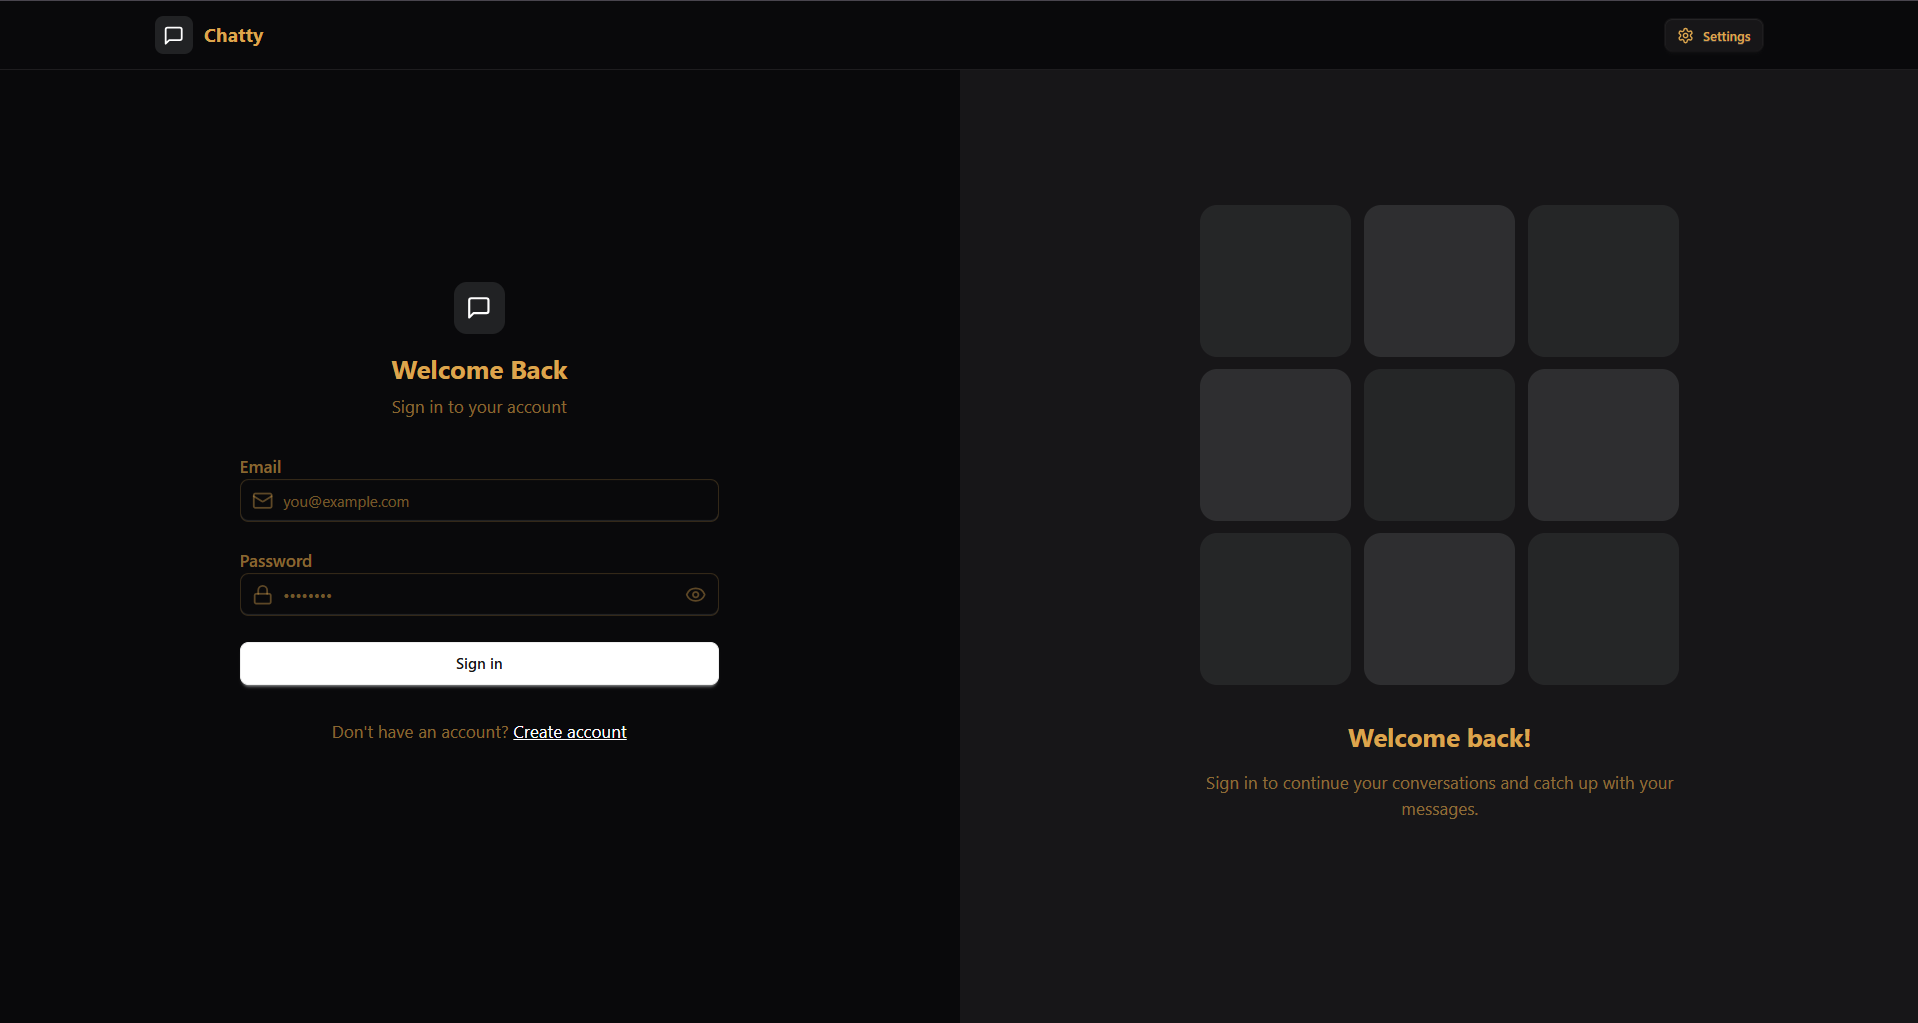 Chatty
Settings
Welcome Back
Sign in to your account
Email
you@example.com
Password
••••••••
Sign in
Don't have an account? Create account
Welcome back!
Sign in to continue your conversations and catch up with your
messages.